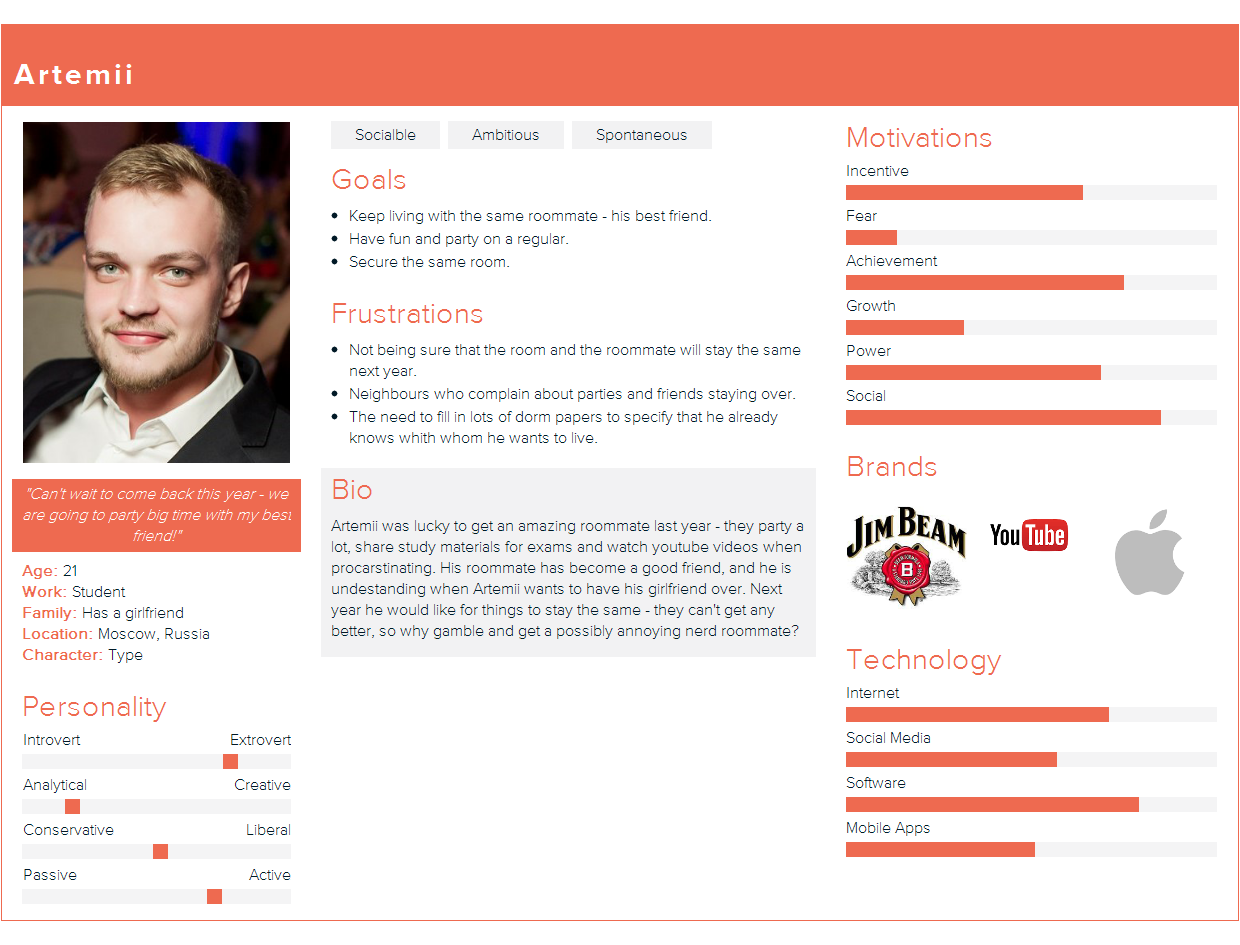 Artemii
"Can't wait to come back this year - we
are going to party big time with my best
friend!"
Age: 21
Work: Student
Family: Has a girlfriend
Location: Moscow, Russia
Character: Type
Personality
Introvert Extrovert
Analytical Creative
Conservative Liberal
Passive Active
Socialble Ambitious Spontaneous
Goals
Keep living with the same roommate - his best friend.
Have fun and party on a regular.
Secure the same room.
Frustrations
Not being sure that the room and the roommate will stay the same
next year.
Neighbours who complain about parties and friends staying over.
The need to fill in lots of dorm papers to specify that he already
knows whith whom he wants to live.
Bio
Artemii was lucky to get an amazing roommate last year - they party a
lot, share study materials for exams and watch youtube videos when
procarstinating. His roommate has become a good friend, and he is
undestanding when Artemii wants to have his girlfriend over. Next
year he would like for things to stay the same - they can't get any
better, so why gamble and get a possibly annoying nerd roommate?
Motivations
Incentive
Fear
Achievement
Growth
Power
Social
Brands
JIM BEAM
B
YouTube
Technology
Internet
Social Media
Software
Mobile Apps